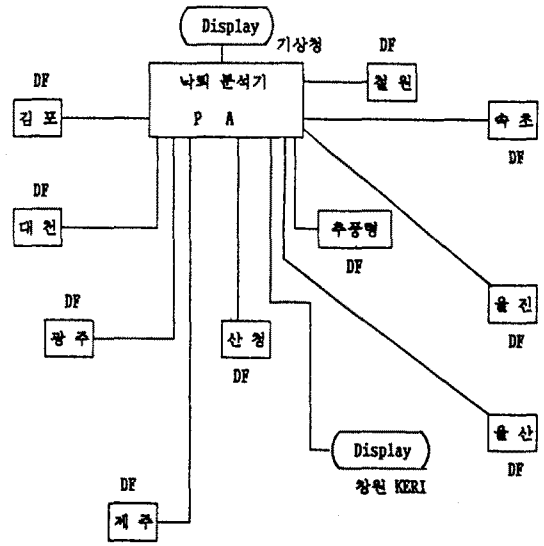 Display
기상청
DF
낙뢰 분석기
철 원
DF
P A
김 포
속 초
DF
DF
대 천
추풍령
DF
DF
울 진
광 주
산 청
DF
DF
울 산
Display
DF
창원 KERI
DF
제 주